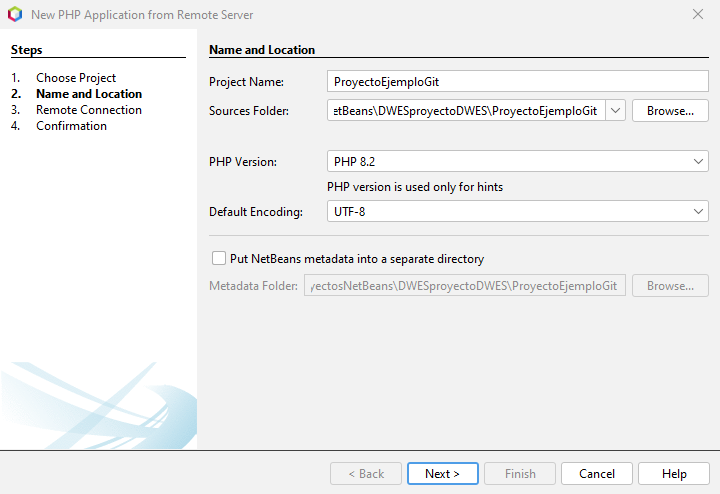 New PHP Application from Remote Server
Steps
1. Choose Project
2. Name and Location
3. Remote Connection
4. Confirmation
Name and Location
Project Name: ProyectoEjemploGit
Sources Folder: etBeans\DWESproyectoDWES\ProyectoEjemploGit Browse...
PHP Version: PHP 8.2
PHP version is used only for hints
Default Encoding: UTF-8
Put NetBeans metadata into a separate directory
Metadata Folder: yectosNetBeans\DWESproyectoDWES\ProyectoEjemploGit Browse...
< Back Next > Finish Cancel Help